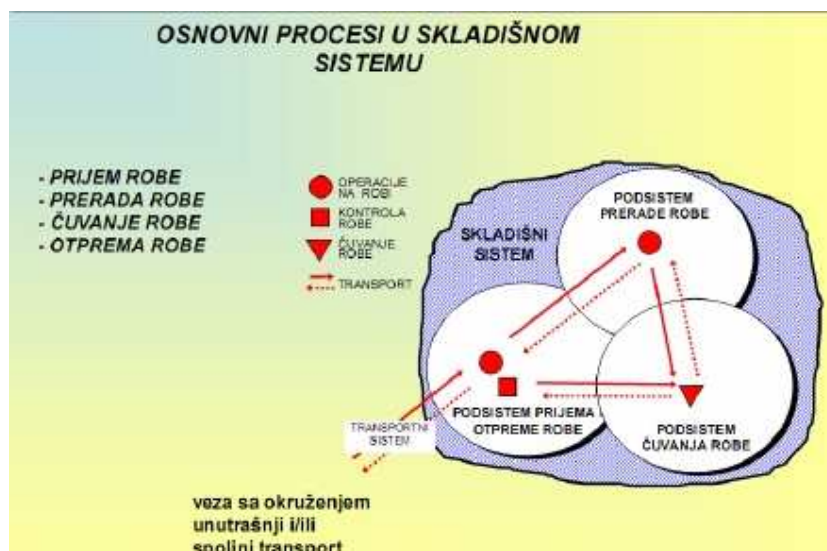 OSNOVNI PROCESI U SKLADIŠNOM
SISTEMU
- PRIJEM ROBE
- PRERADA ROBE
- ČUVANJE ROBE
- OTPREMA ROBE
OPERACIJE
NA ROBI
KONTROLA
ROBE
ČUVANJE
ROBE
TRANSPORT
SKLADIŠNI
SISTEM
PODSISTEM
PRERADE ROBE
PODSISTEM PRIJEMA I
OTPREME ROBE
PODSISTEM
ČUVANJA ROBE
TRANSPORTNI
SISTEM
veza sa okruženjem
unutrašnji i/ili
spoljni transport